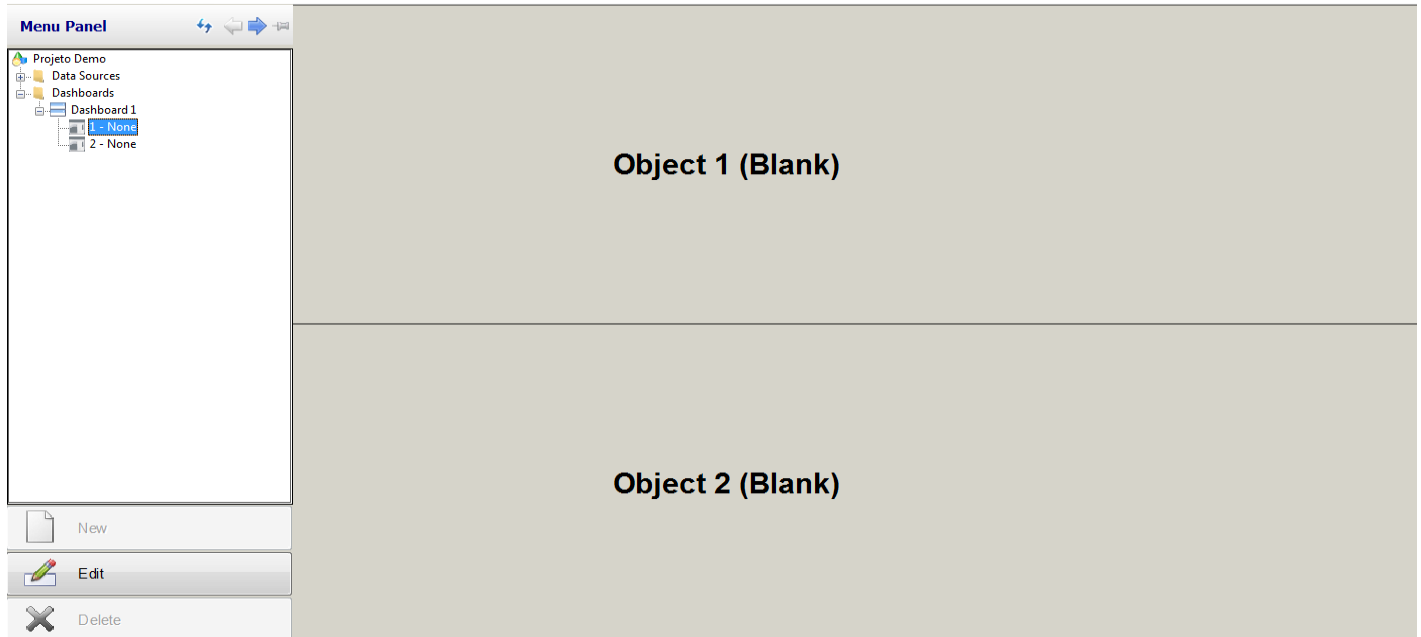 Menu Panel
Projeto Demo
Data Sources
Dashboards
Dashboard 1
1 - None
2 - None
New
Edit
Delete
Object 1 (Blank)
Object 2 (Blank)